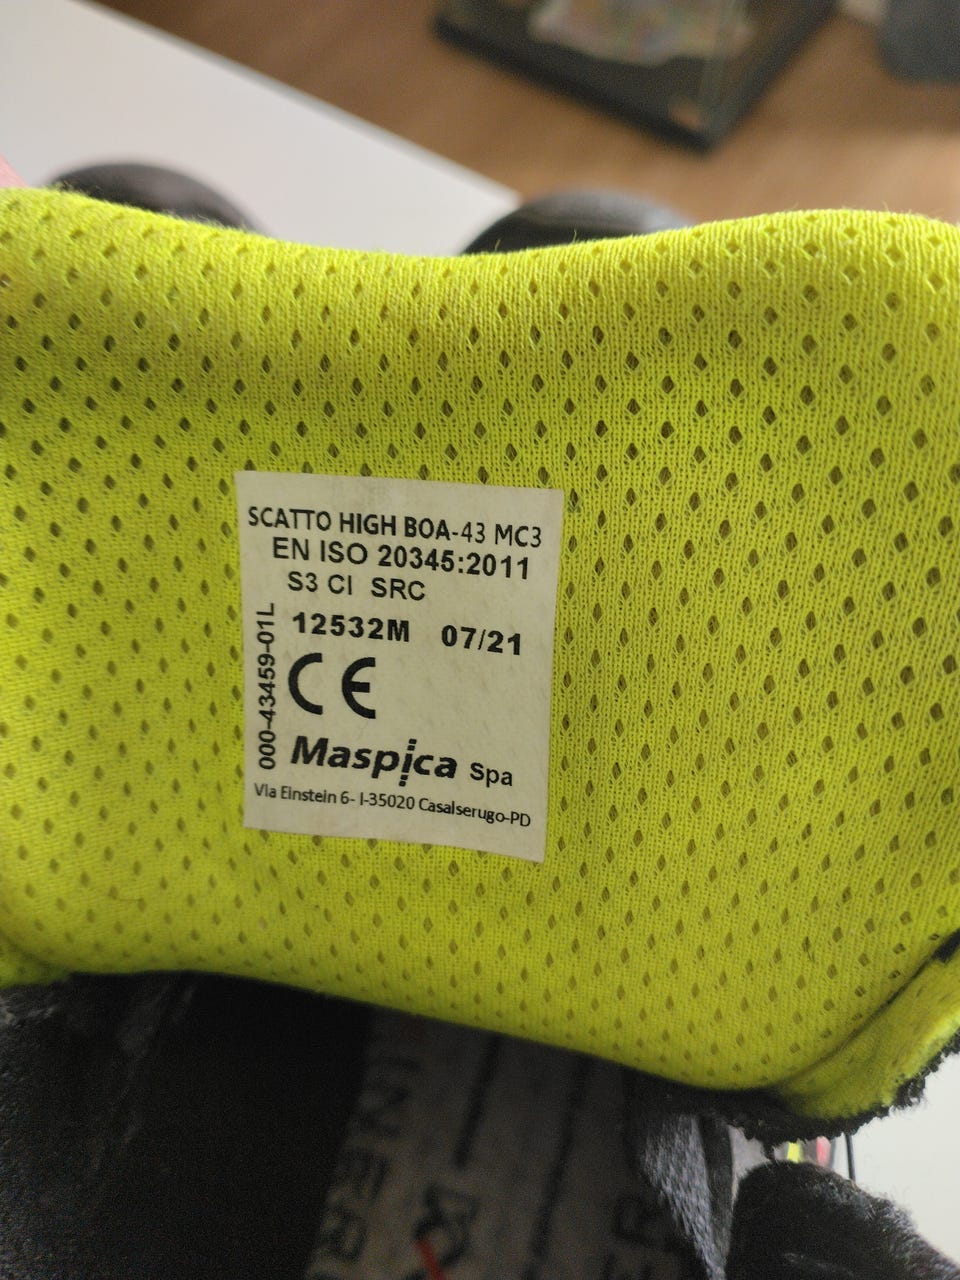 SCATTO HIGH BOA-43 MC3
EN ISO 20345:2011
S3 CI SRC
12532M 07/21
000-43459-01L
CE
Maspica Spa
VIa Einstein 6- I-35020 Casalserugo-PD